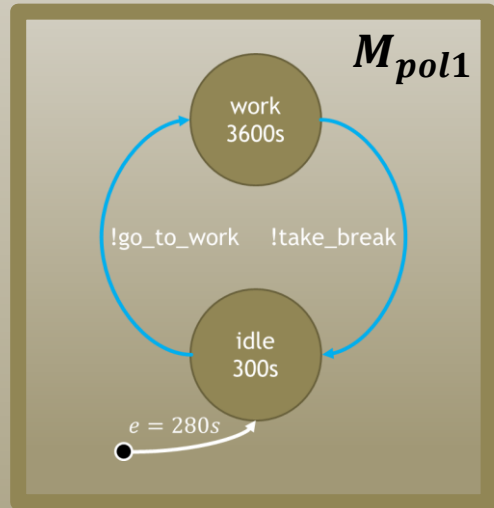 M_pol1
work
3600s
!go_to_work !take_break
idle
300s
e = 280s